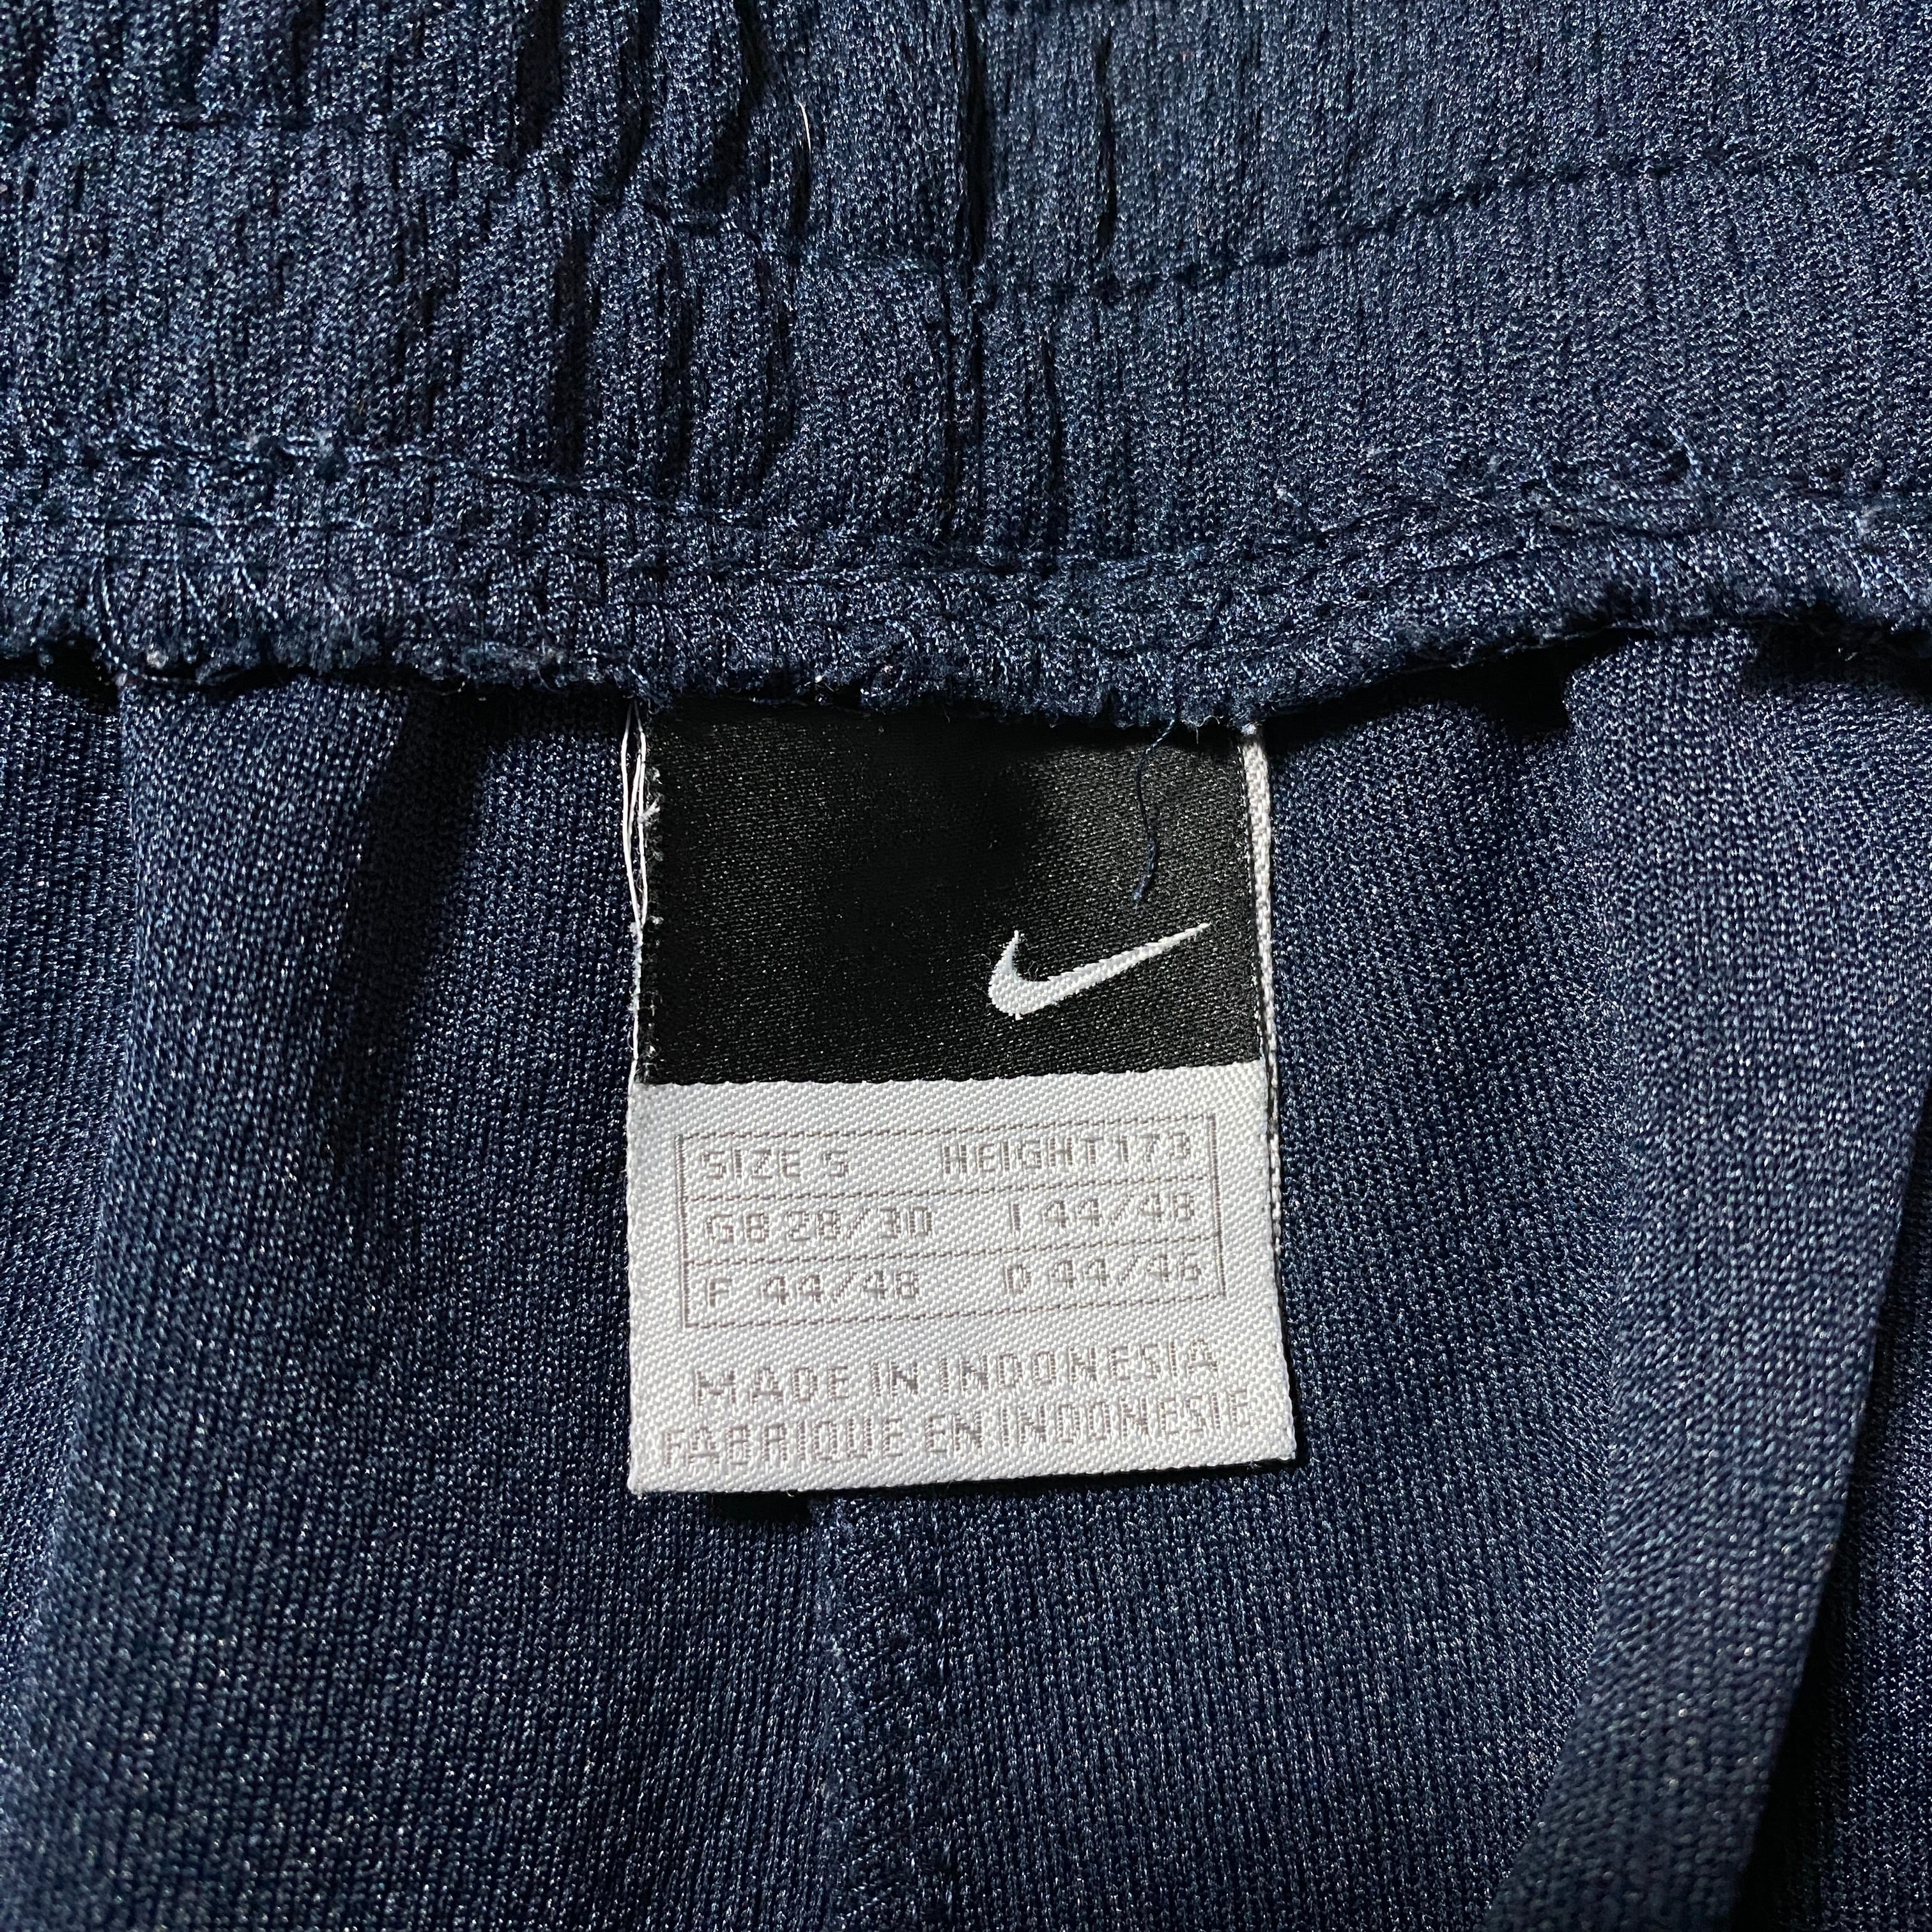 SIZE S HEIGHT 173
GB 28/30 I 44/48
F 44/48 D 44/46
MADE IN INDONESIA
FABRIQUE EN INDONESIE